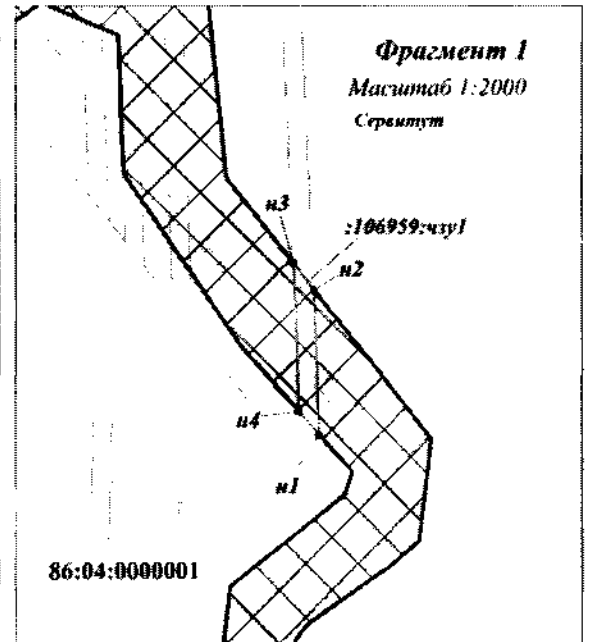 Фрагмент 1
Масштаб 1:2000
Сервитут
н3
:106959:чзу1
н2
н4
н1
86:04:0000001